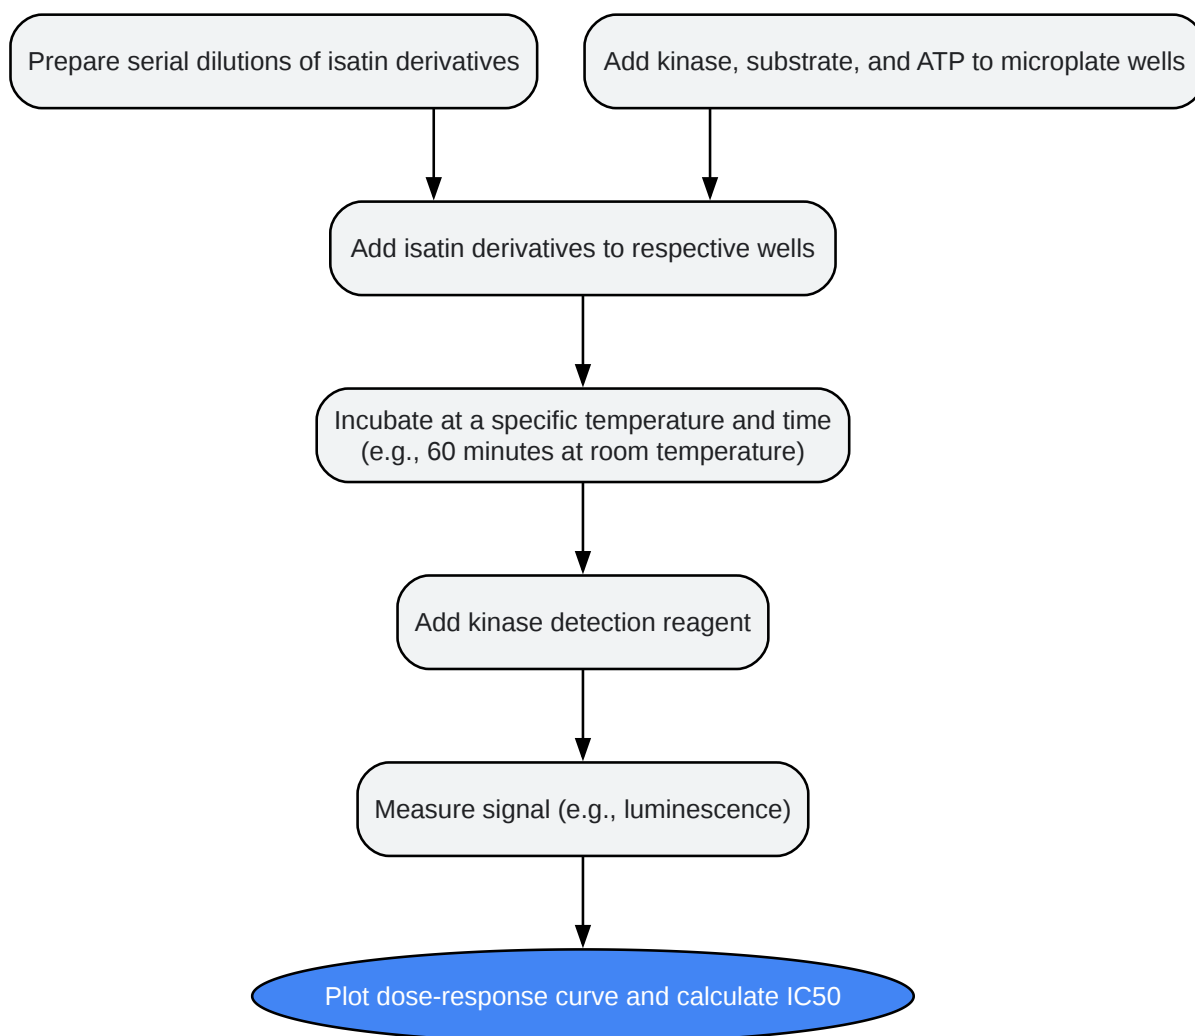 Prepare serial dilutions of isatin derivatives
Add kinase, substrate, and ATP to microplate wells
Add isatin derivatives to respective wells
Incubate at a specific temperature and time
(e.g., 60 minutes at room temperature)
Add kinase detection reagent
Measure signal (e.g., luminescence)
Plot dose-response curve and calculate IC50